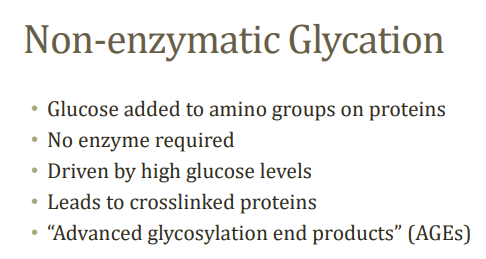 Non-enzymatic Glycation
• Glucose added to amino groups on proteins
• No enzyme required
• Driven by high glucose levels
• Leads to crosslinked proteins
• “Advanced glycosylation end products” (AGEs)